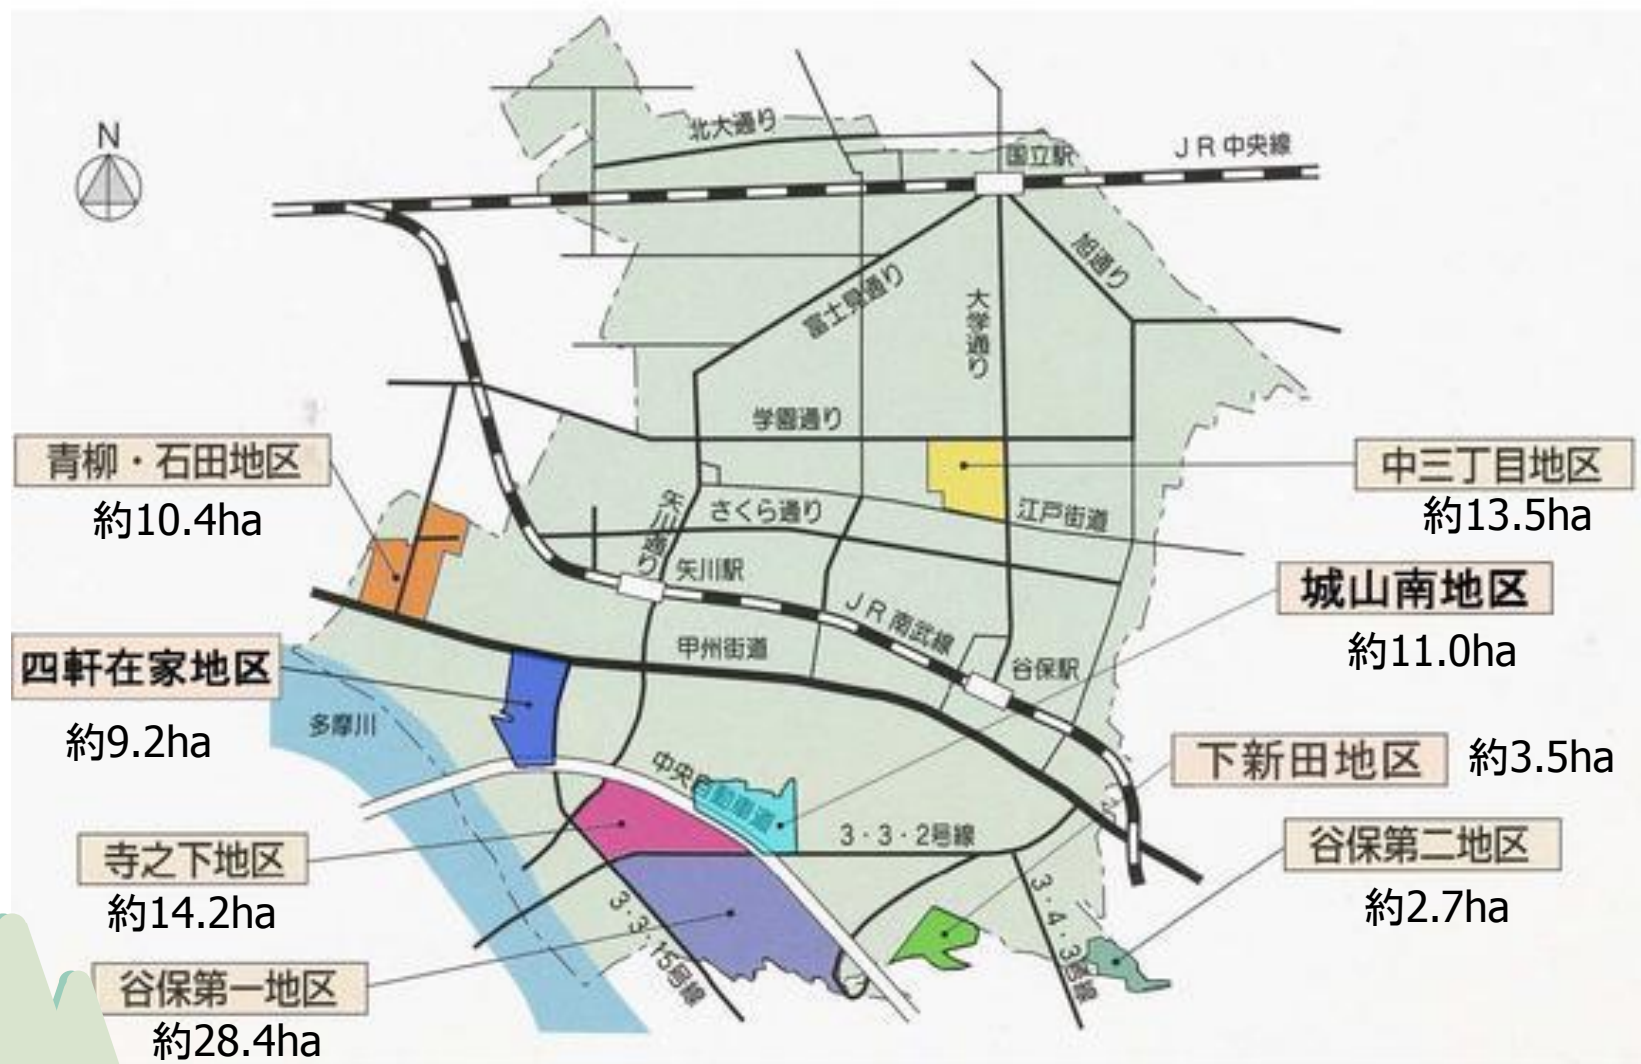 N
北大通り
国立駅
JR中央線
旭通り
富士見通り
大学通り
学園通り
青柳・石田地区
約10.4ha
中三丁目地区
約13.5ha
矢川通り
さくら通り
江戸街道
矢川駅
JR南武線
城山南地区
約11.0ha
甲州街道
谷保駅
四軒在家地区
約9.2ha
多摩川
中央自動車道
下新田地区
約3.5ha
3・3・2号線
寺之下地区
約14.2ha
谷保第二地区
約2.7ha
3・3・15号線
3・4・3号線
谷保第一地区
約28.4ha